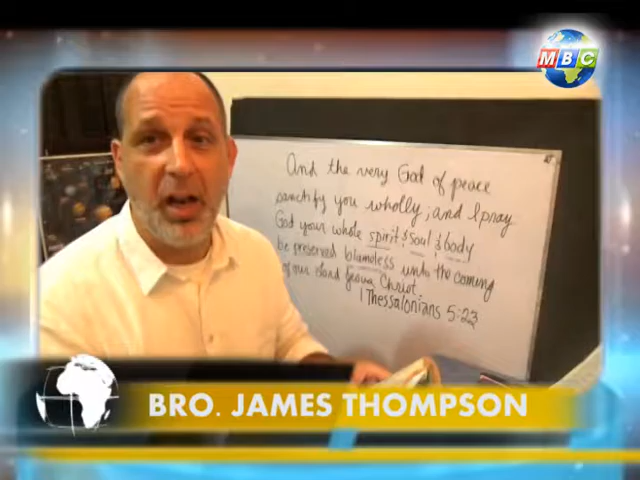 MBC
And the very God of peace
sanctify you wholly; and I pray
God your whole spirit & soul & body
be preserved blameless unto the coming
of our Lord Jesus Christ.
1 Thessalonians 5:23
BRO. JAMES THOMPSON